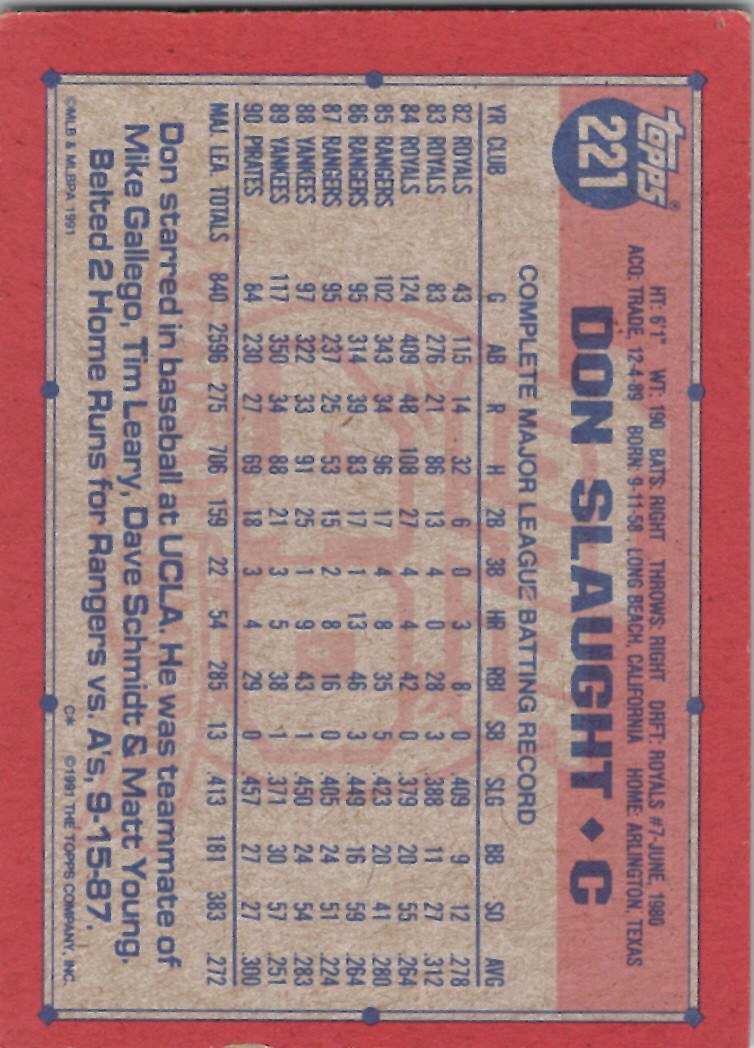 topps®
221
HT: 6'1" WT: 190 BATS: RIGHT THROWS: RIGHT DRFT: ROYALS #7-JUNE, 1980
ACQ: TRADE, 12-4-89 BORN: 9-11-58, LONG BEACH, CALIFORNIA HOME: ARLINGTON, TEXAS
DON SLAUGHT ♦ C
COMPLETE MAJOR LEAGUE BATTING RECORD
YR CLUB G AB R H 2B 3B HR RBI SB SLG BB SO AVG
82 ROYALS 43 115 14 32 6 0 3 8 0 .409 9 12 .278
83 ROYALS 83 276 21 86 13 4 0 28 3 .388 11 27 .312
84 ROYALS 124 409 48 108 27 4 4 42 0 .379 20 55 .264
85 RANGERS 102 343 34 96 17 4 8 35 5 .423 20 41 .280
86 RANGERS 95 314 39 83 17 1 13 46 3 .449 16 59 .264
87 RANGERS 95 237 25 53 15 2 8 16 0 .405 24 51 .224
88 YANKEES 97 322 33 91 25 1 9 43 1 .450 24 54 .283
89 YANKEES 117 350 34 88 21 3 5 38 1 .371 30 57 .251
90 PIRATES 84 230 27 69 18 3 4 29 0 .457 27 27 .300
MAJ. LEA. TOTALS 840 2596 275 706 159 22 54 285 13 .413 181 383 .272
Don starred in baseball at UCLA. He was teammate of
Mike Gallego, Tim Leary, Dave Schmidt & Matt Young.
Belted 2 Home Runs for Rangers vs. A's, 9-15-87.
©MLB & MLBPA 1991 C* ©1991 THE TOPPS COMPANY, INC.